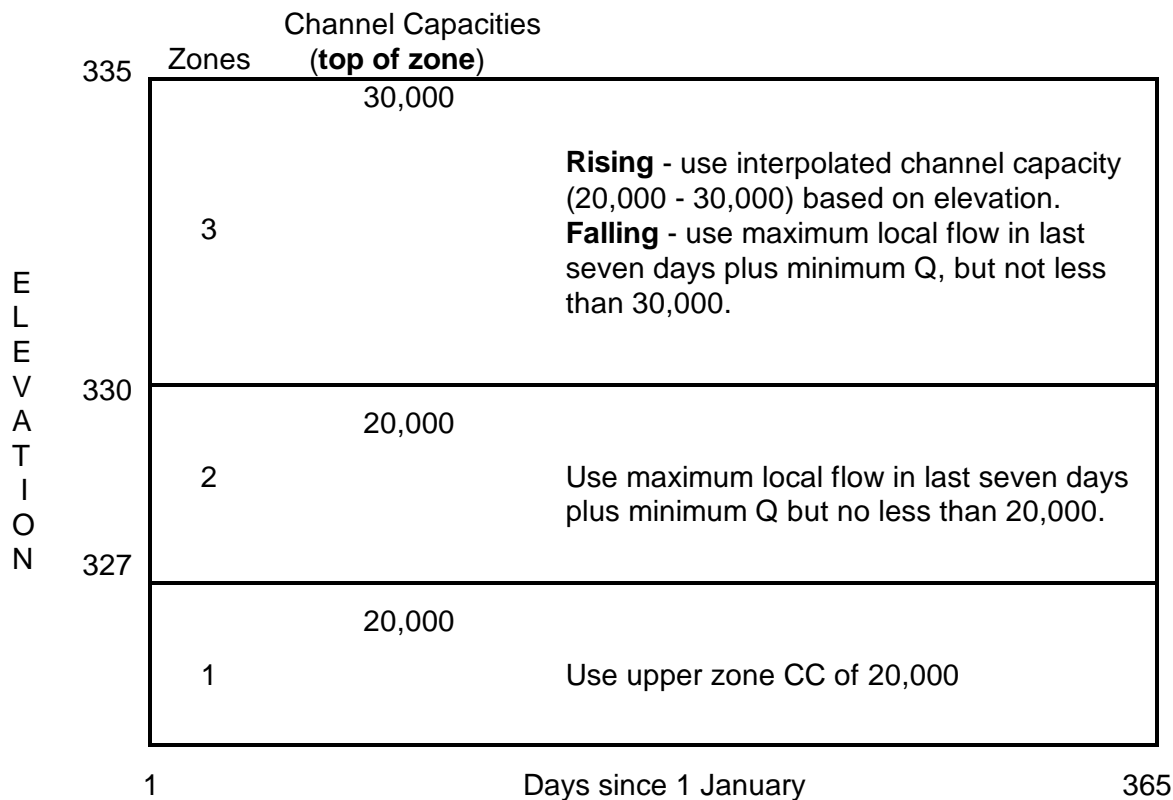 Channel Capacities
Zones (top of zone)
335
30,000
Rising - use interpolated channel capacity
(20,000 - 30,000) based on elevation.
3
Falling - use maximum local flow in last
seven days plus minimum Q, but not less
than 30,000.
E
L
E
V
A
T
I
O
N
330
20,000
2
Use maximum local flow in last seven days
plus minimum Q but no less than 20,000.
327
20,000
1 Use upper zone CC of 20,000
1 Days since 1 January 365